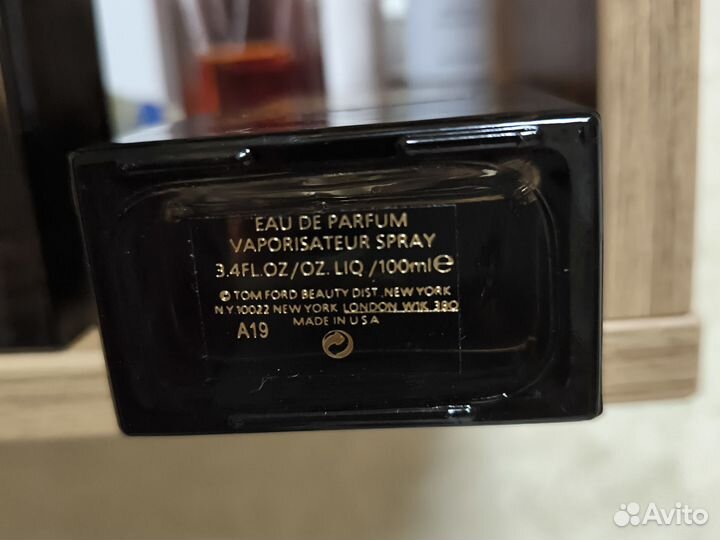 EAU DE PARFUM
VAPORISATEUR SPRAY
3.4FL.OZ/OZ. LIQ /100ml℮
© TOM FORD BEAUTY DIST. NEW YORK
N.Y.10022 NEW YORK LONDON W1K 3BQ
A19 MADE IN U.S.A
Avito